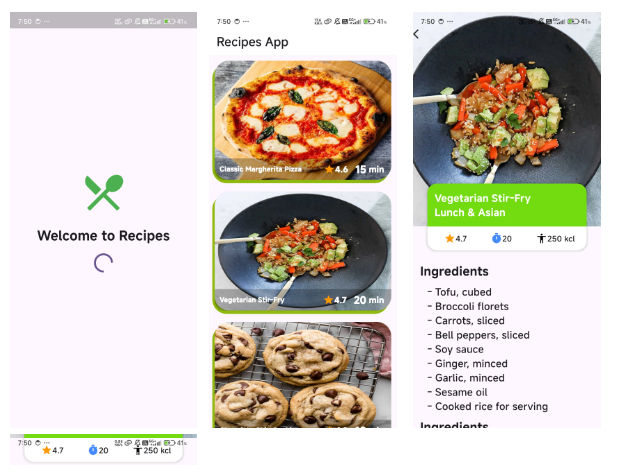 7:50
41%
Welcome to Recipes
7:50
41%
Recipes App
Classic Margherita Pizza
4.6 15 min
Vegetarian Stir-Fry
4.7 20 min
7:50
41%
Vegetarian Stir-Fry
Lunch & Asian
4.7 20 250 kcl
Ingredients
- Tofu, cubed
- Broccoli florets
- Carrots, sliced
- Bell peppers, sliced
- Soy sauce
- Ginger, minced
- Garlic, minced
- Sesame oil
- Cooked rice for serving
Ingredients
7:50
41%
4.7 20 250 kcl